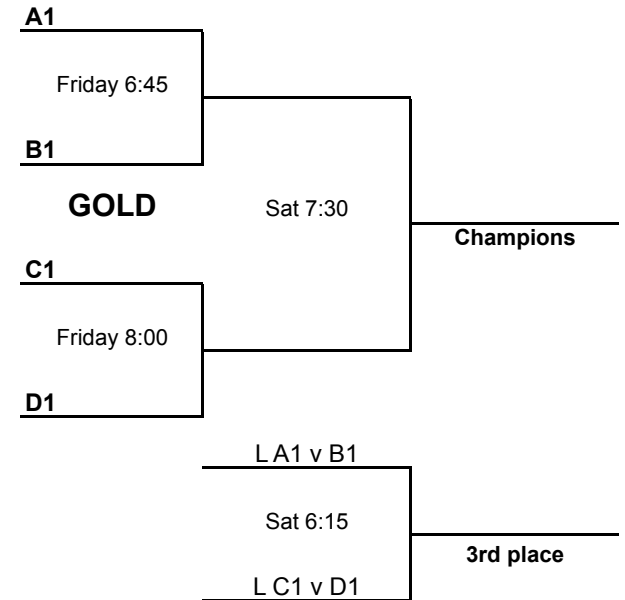 A1
Friday 6:45
B1
GOLD
Sat 7:30
Champions
C1
Friday 8:00
D1
L A1 v B1
Sat 6:15
3rd place
L C1 v D1